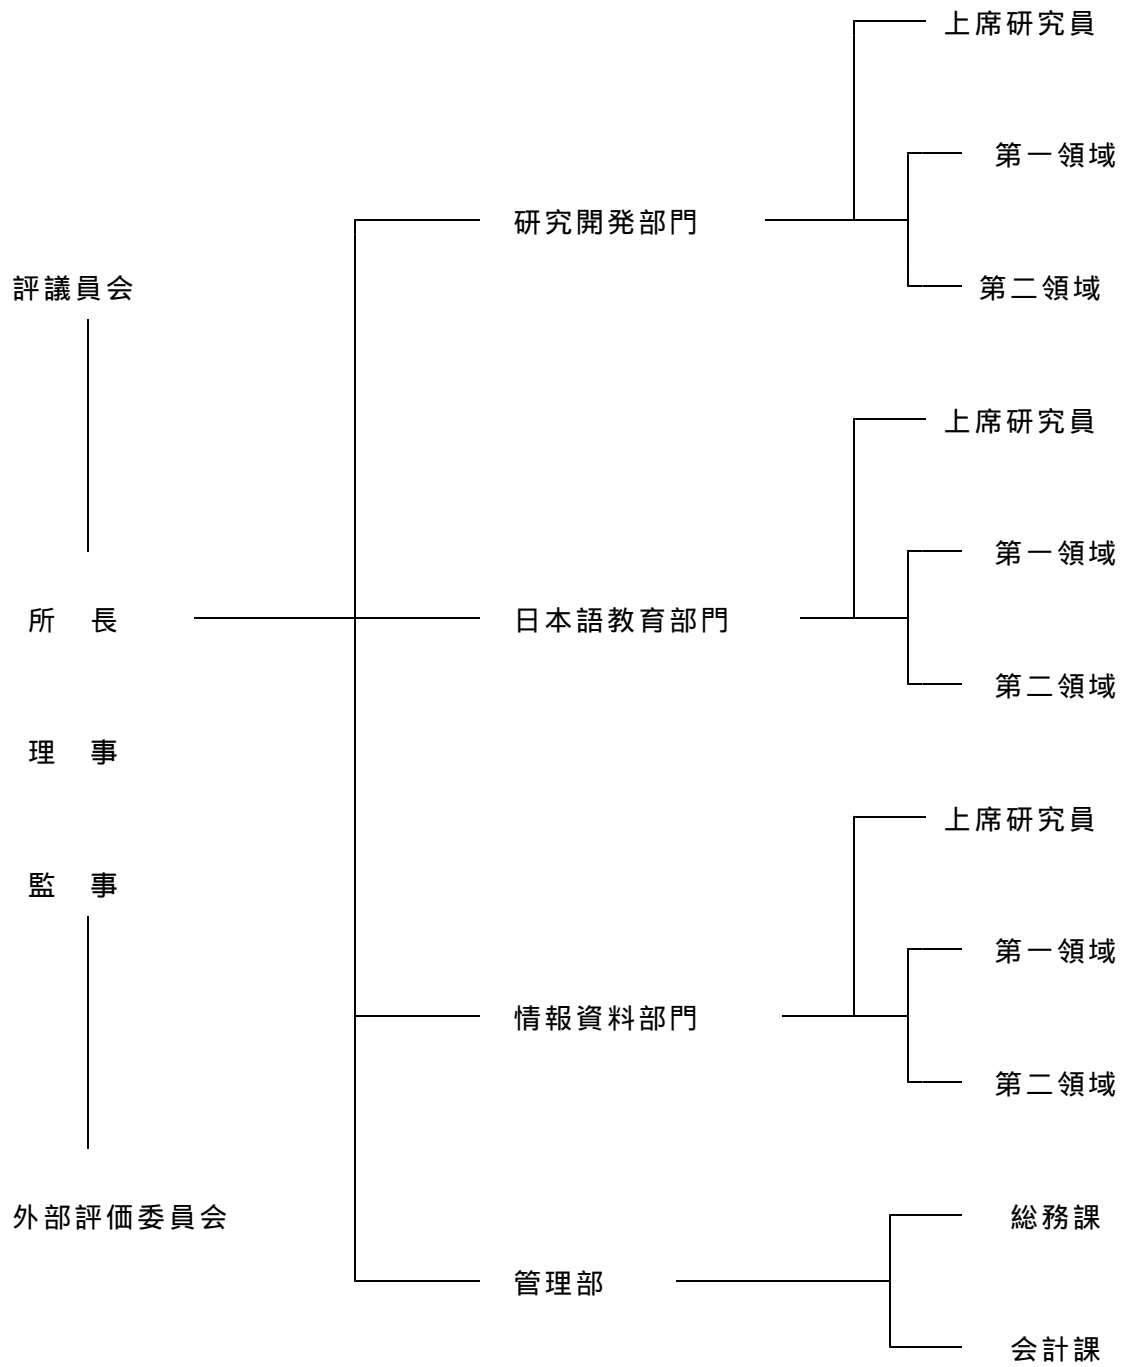 上席研究員
第一領域
研究開発部門
評議員会
第二領域
上席研究員
第一領域
所　長
日本語教育部門
第二領域
理　事
上席研究員
監　事
第一領域
情報資料部門
第二領域
外部評価委員会
総務課
管理部
会計課